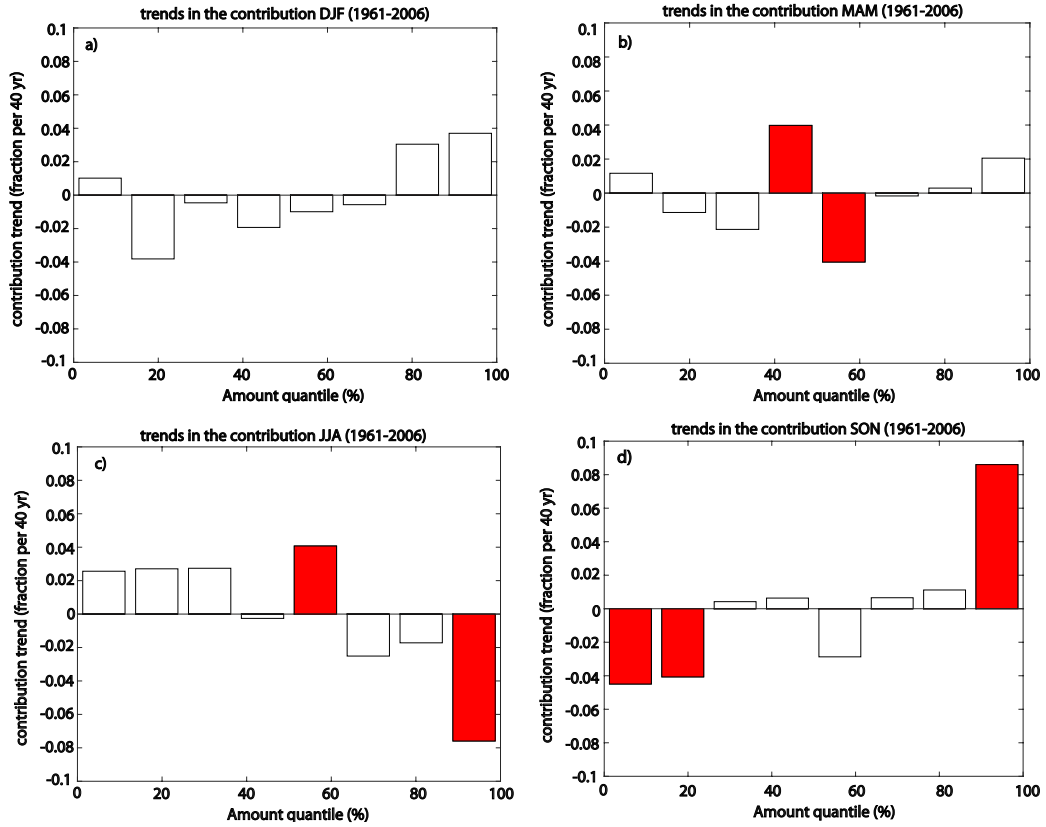 trends in the contribution DJF (1961-2006)
a)
contribution trend (fraction per 40 yr)
0.1
0.08
0.06
0.04
0.02
0
-0.02
-0.04
-0.06
-0.08
-0.1
0 20 40 60 80 100
Amount quantile (%)
trends in the contribution MAM (1961-2006)
b)
contribution trend (fraction per 40 yr)
0.1
0.08
0.06
0.04
0.02
0
-0.02
-0.04
-0.06
-0.08
-0.1
0 20 40 60 80 100
Amount quantile (%)
trends in the contribution JJA (1961-2006)
c)
contribution trend (fraction per 40 yr)
0.1
0.08
0.06
0.04
0.02
0
-0.02
-0.04
-0.06
-0.08
-0.1
0 20 40 60 80 100
Amount quantile (%)
trends in the contribution SON (1961-2006)
d)
contribution trend (fraction per 40 yr)
0.1
0.08
0.06
0.04
0.02
0
-0.02
-0.04
-0.06
-0.08
-0.1
0 20 40 60 80 100
Amount quantile (%)